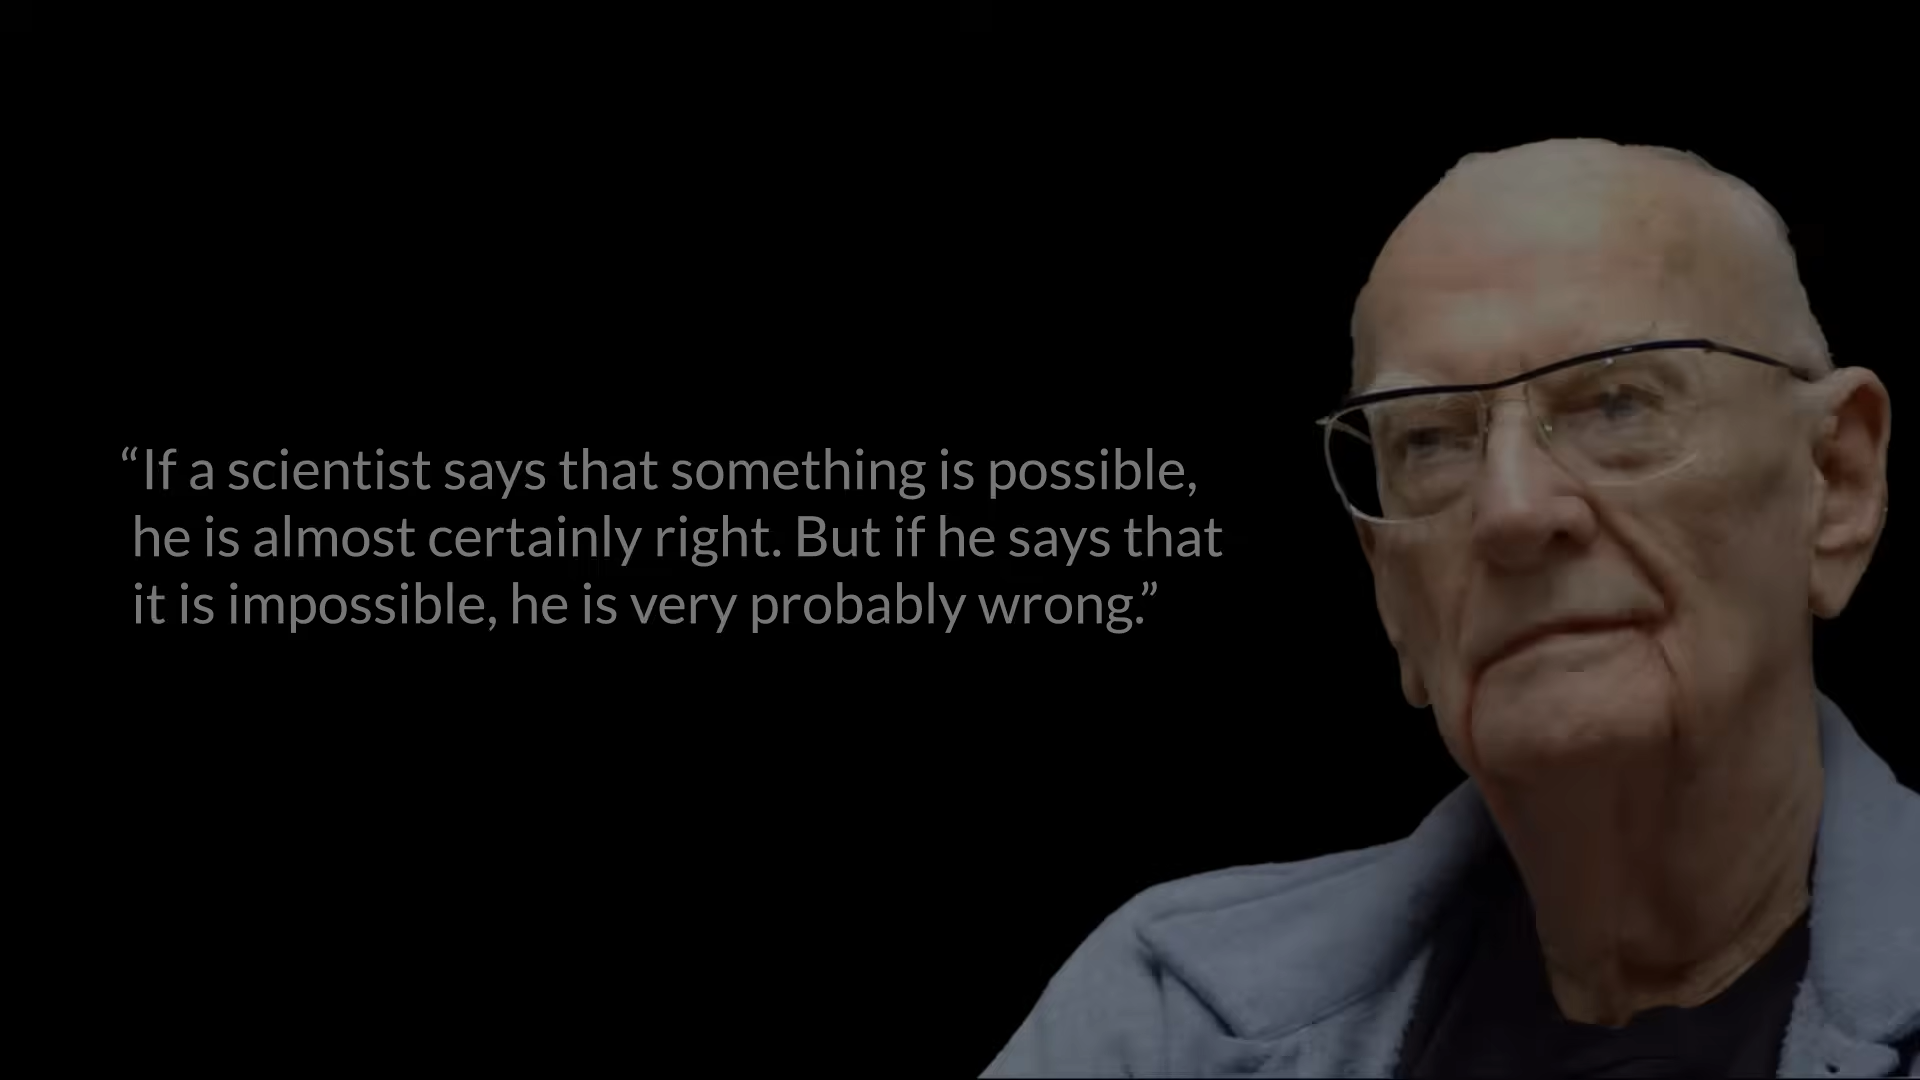 “If a scientist says that something is possible,
he is almost certainly right. But if he says that
it is impossible, he is very probably wrong.”